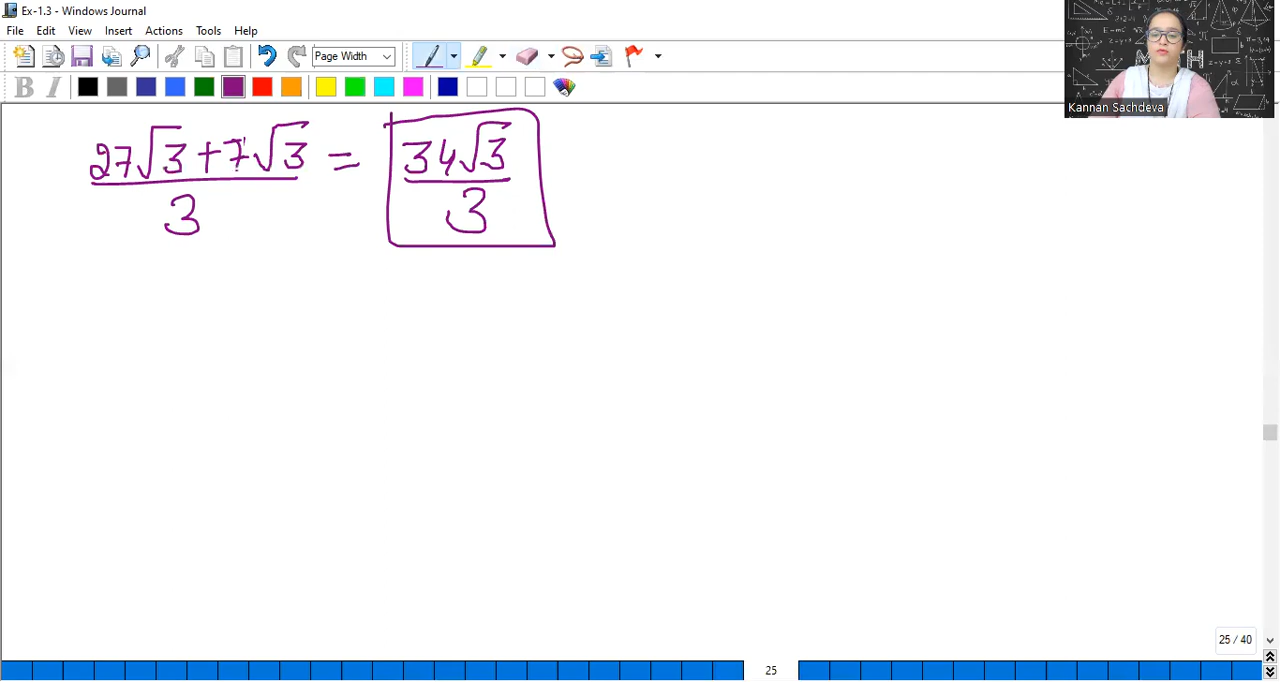 Ex-1.3 - Windows Journal
File Edit View Insert Actions Tools Help
Page Width
B I
Kannan Sachdeva
27√3+7√3 = 34√3
3 3
25 / 40
25